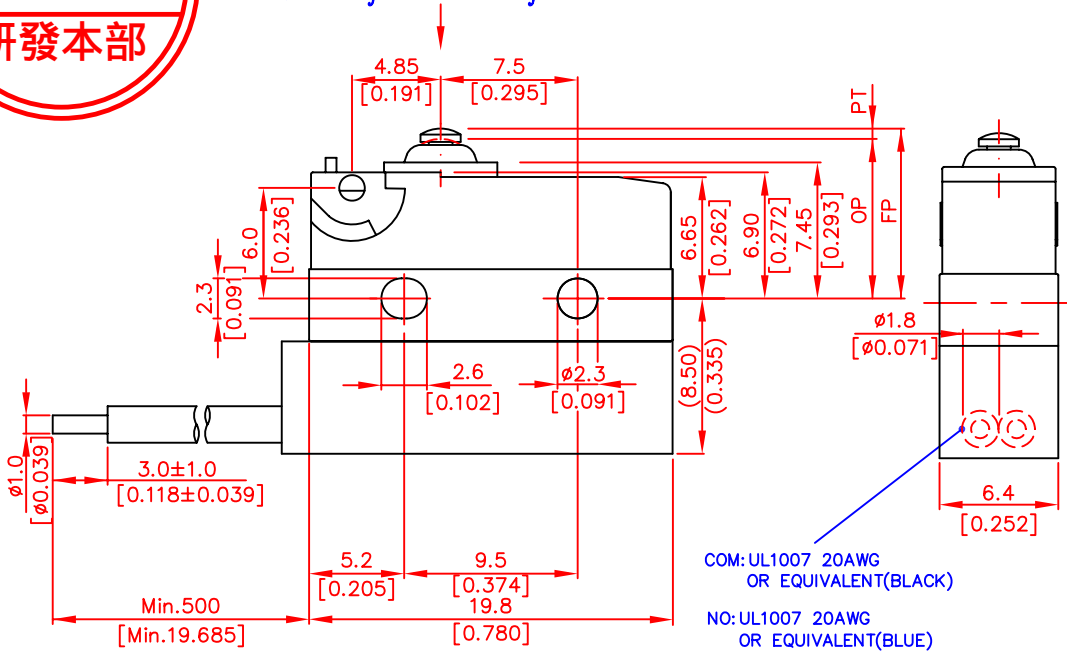 研發本部
4.85
[0.191]
7.5
[0.295]
PT
OP
FP
6.0
[0.236]
2.3
[0.091]
6.65
[0.262]
6.90
[0.272]
7.45
[0.293]
ø1.8
[ø0.071]
2.6
[0.102]
ø2.3
[0.091]
(8.50)
(0.335)
ø1.0
[ø0.039]
3.0±1.0
[0.118±0.039]
6.4
[0.252]
5.2
[0.205]
9.5
[0.374]
Min.500
[Min.19.685]
19.8
[0.780]
COM:UL1007 20AWG
OR EQUIVALENT(BLACK)
NO:UL1007 20AWG
OR EQUIVALENT(BLUE)